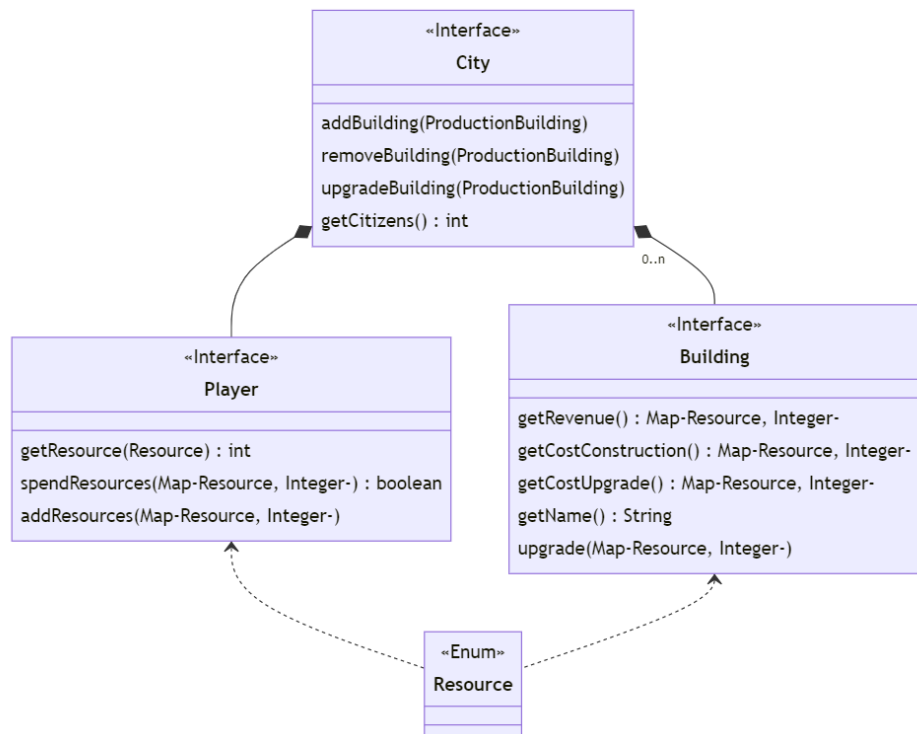 «Interface»
City
addBuilding(ProductionBuilding)
removeBuilding(ProductionBuilding)
upgradeBuilding(ProductionBuilding)
getCitizens() : int
0..n
«Interface»
Player
getResource(Resource) : int
spendResources(Map-Resource, Integer-) : boolean
addResources(Map-Resource, Integer-)
«Interface»
Building
getRevenue() : Map-Resource, Integer-
getCostConstruction() : Map-Resource, Integer-
getCostUpgrade() : Map-Resource, Integer-
getName() : String
upgrade(Map-Resource, Integer-)
«Enum»
Resource